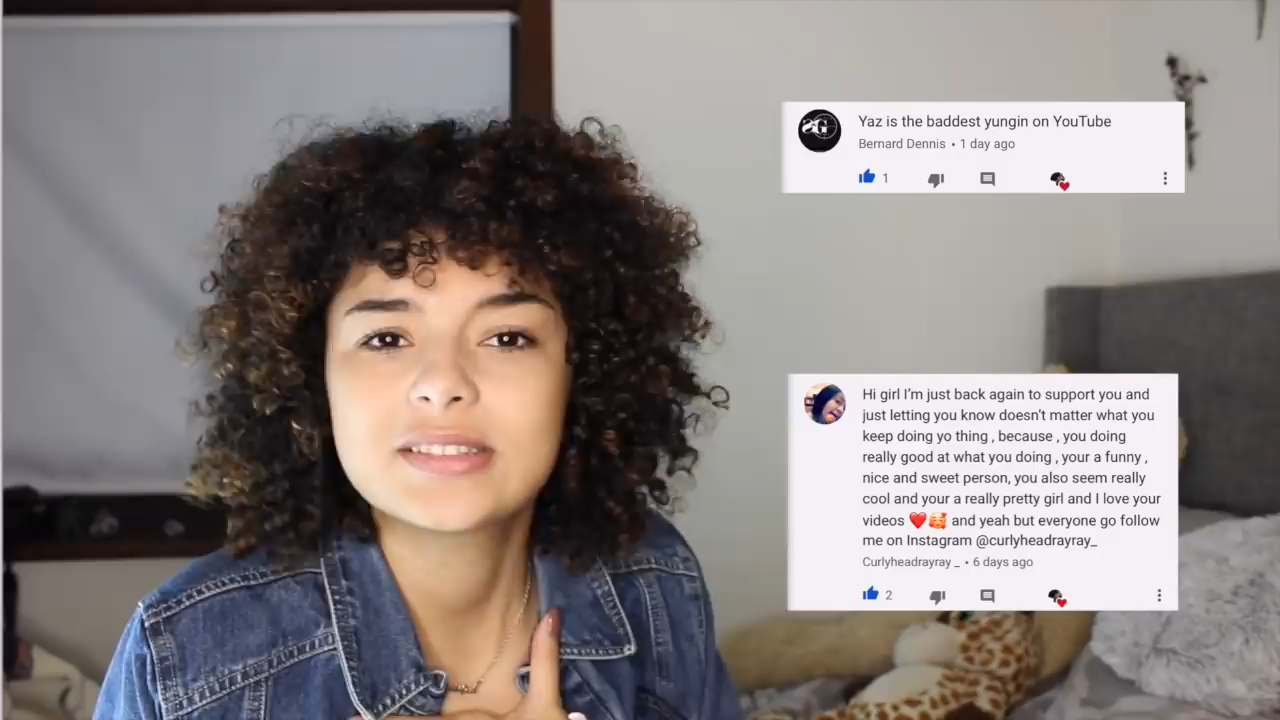 Yaz is the baddest yungin on YouTube
Bernard Dennis • 1 day ago
1
Hi girl I’m just back again to support you and
just letting you know doesn’t matter what you
keep doing yo thing , because , you doing
really good at what you doing , your a funny ,
nice and sweet person, you also seem really
cool and your a really pretty girl and I love your
videos ❤️🥰 and yeah but everyone go follow
me on Instagram @curlyheadrayray_
Curlyheadrayray _ • 6 days ago
2